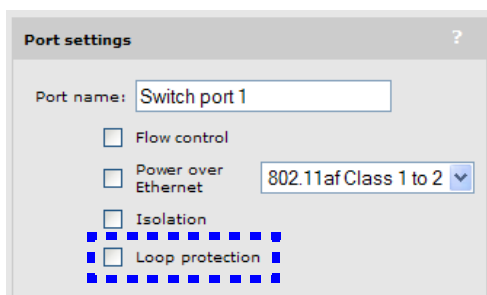 Port settings ?
Port name: Switch port 1
Flow control
Power over
Ethernet
802.11af Class 1 to 2
Isolation
Loop protection